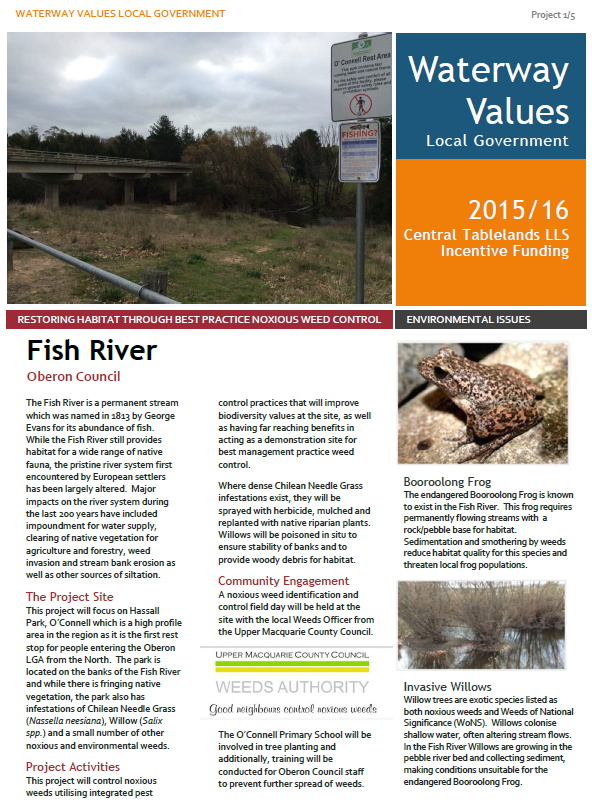 WATERWAY VALUES LOCAL GOVERNMENT
Project 1/5
O' Connell Rest Area
FISHING?
Waterway
Values
Local Government
2015/16
Central Tablelands LLS
Incentive Funding
RESTORING HABITAT THROUGH BEST PRACTICE NOXIOUS WEED CONTROL
Fish River
Oberon Council
The Fish River is a permanent stream
which was named in 1813 by George
Evans for its abundance of fish.
While the Fish River still provides
habitat for a wide range of native
fauna, the pristine river system first
encountered by European settlers
has been largely altered. Major
impacts on the river system during
the last 200 years have included
impoundment for water supply,
clearing of native vegetation for
agriculture and forestry, weed
invasion and stream bank erosion as
well as other sources of siltation.
The Project Site
This project will focus on Hassall
Park, O'Connell which is a high profile
area in the region as it is the first rest
stop for people entering the Oberon
LGA from the North. The park is
located on the banks of the Fish River
and while there is fringing native
vegetation, the park also has
infestations of Chilean Needle Grass
(Nassella neesiana), Willow (Salix
spp.) and a small number of other
noxious and environmental weeds.
Project Activities
This project will control noxious
weeds utilising integrated pest
control practices that will improve
biodiversity values at the site, as well
as having far reaching benefits in
acting as a demonstration site for
best management practice weed
control.
Where dense Chilean Needle Grass
infestations exist, they will be
sprayed with herbicide, mulched and
replanted with native riparian plants.
Willows will be poisoned in situ to
ensure stability of banks and to
provide woody debris for habitat.
Community Engagement
A noxious weed identification and
control field day will be held at the
site with the local Weeds Officer from
the Upper Macquarie County Council.
UPPER MACQUARIE COUNTY COUNCIL
WEEDS AUTHORITY
Good neighbours control noxious weeds
The O'Connell Primary School will be
involved in tree planting and
additionally, training will be
conducted for Oberon Council staff
to prevent further spread of weeds.
ENVIRONMENTAL ISSUES
Booroolong Frog
The endangered Booroolong Frog is known
to exist in the Fish River. This frog requires
permanently flowing streams with a
rock/pebble base for habitat.
Sedimentation and smothering by weeds
reduce habitat quality for this species and
threaten local frog populations.
Invasive Willows
Willow trees are exotic species listed as
both noxious weeds and Weeds of National
Significance (WoNS). Willows colonise
shallow water, often altering stream flows.
In the Fish River Willows are growing in the
pebble river bed and collecting sediment,
making conditions unsuitable for the
endangered Booroolong Frog.